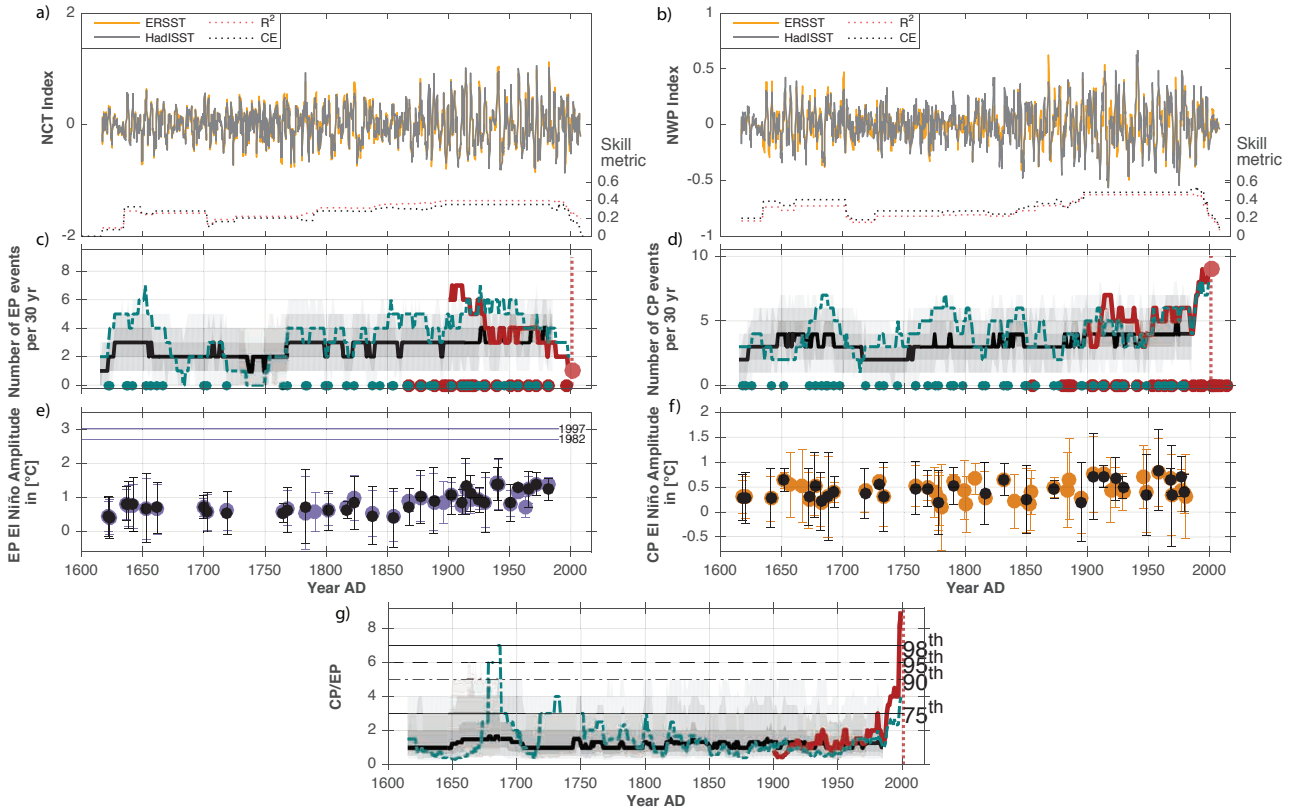 a)
2
1
0
-2
NCT Index
ERSST
HadISST
R2
CE
Skill
metric
0.6
0.4
0.2
0
b)
1
0.5
0
-0.5
-1
NWP Index
ERSST
HadISST
R2
CE
Skill
metric
0.6
0.4
0.2
0
c)
8
6
4
2
0
Number of EP events
per 30 yr
d)
10
5
0
Number of CP events
per 30 yr
e)
3
2
1
0
EP El Niño Amplitude
in [°C]
1997
1982
1600
1650
1700
1750
1800
1850
1900
1950
2000
Year AD
f)
2
1.5
1
0.5
0
-0.5
CP El Niño Amplitude
in [°C]
1600
1650
1700
1750
1800
1850
1900
1950
2000
Year AD
g)
8
6
4
2
0
CP/EP
98th
95th
90th
75th
1600
1650
1700
1750
1800
1850
1900
1950
2000
Year AD